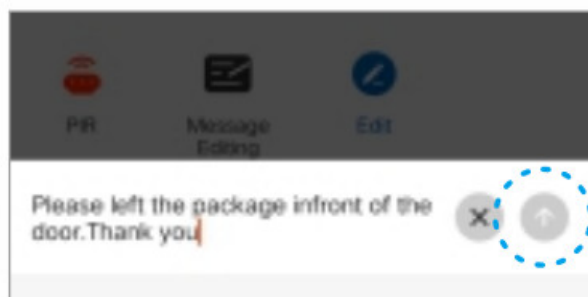 PIR
Message
Editing
Edit
Please left the package infront of the
door.Thank you